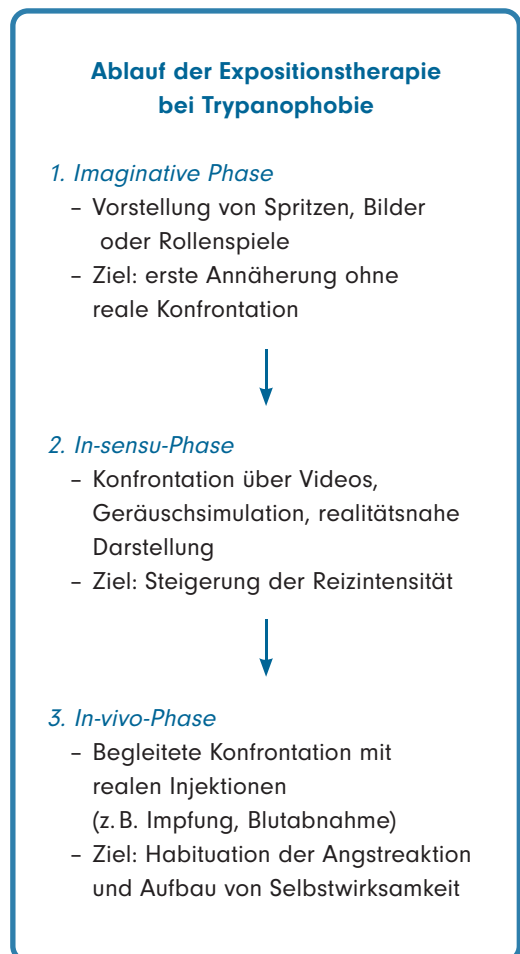 Ablauf der Expositionstherapie
bei Trypanophobie
1. Imaginative Phase
– Vorstellung von Spritzen, Bilder
oder Rollenspiele
– Ziel: erste Annäherung ohne
reale Konfrontation
2. In-sensu-Phase
– Konfrontation über Videos,
Geräuschsimulation, realitätsnahe
Darstellung
– Ziel: Steigerung der Reizintensität
3. In-vivo-Phase
– Begleitete Konfrontation mit
realen Injektionen
(z. B. Impfung, Blutabnahme)
– Ziel: Habituation der Angstreaktion
und Aufbau von Selbstwirksamkeit